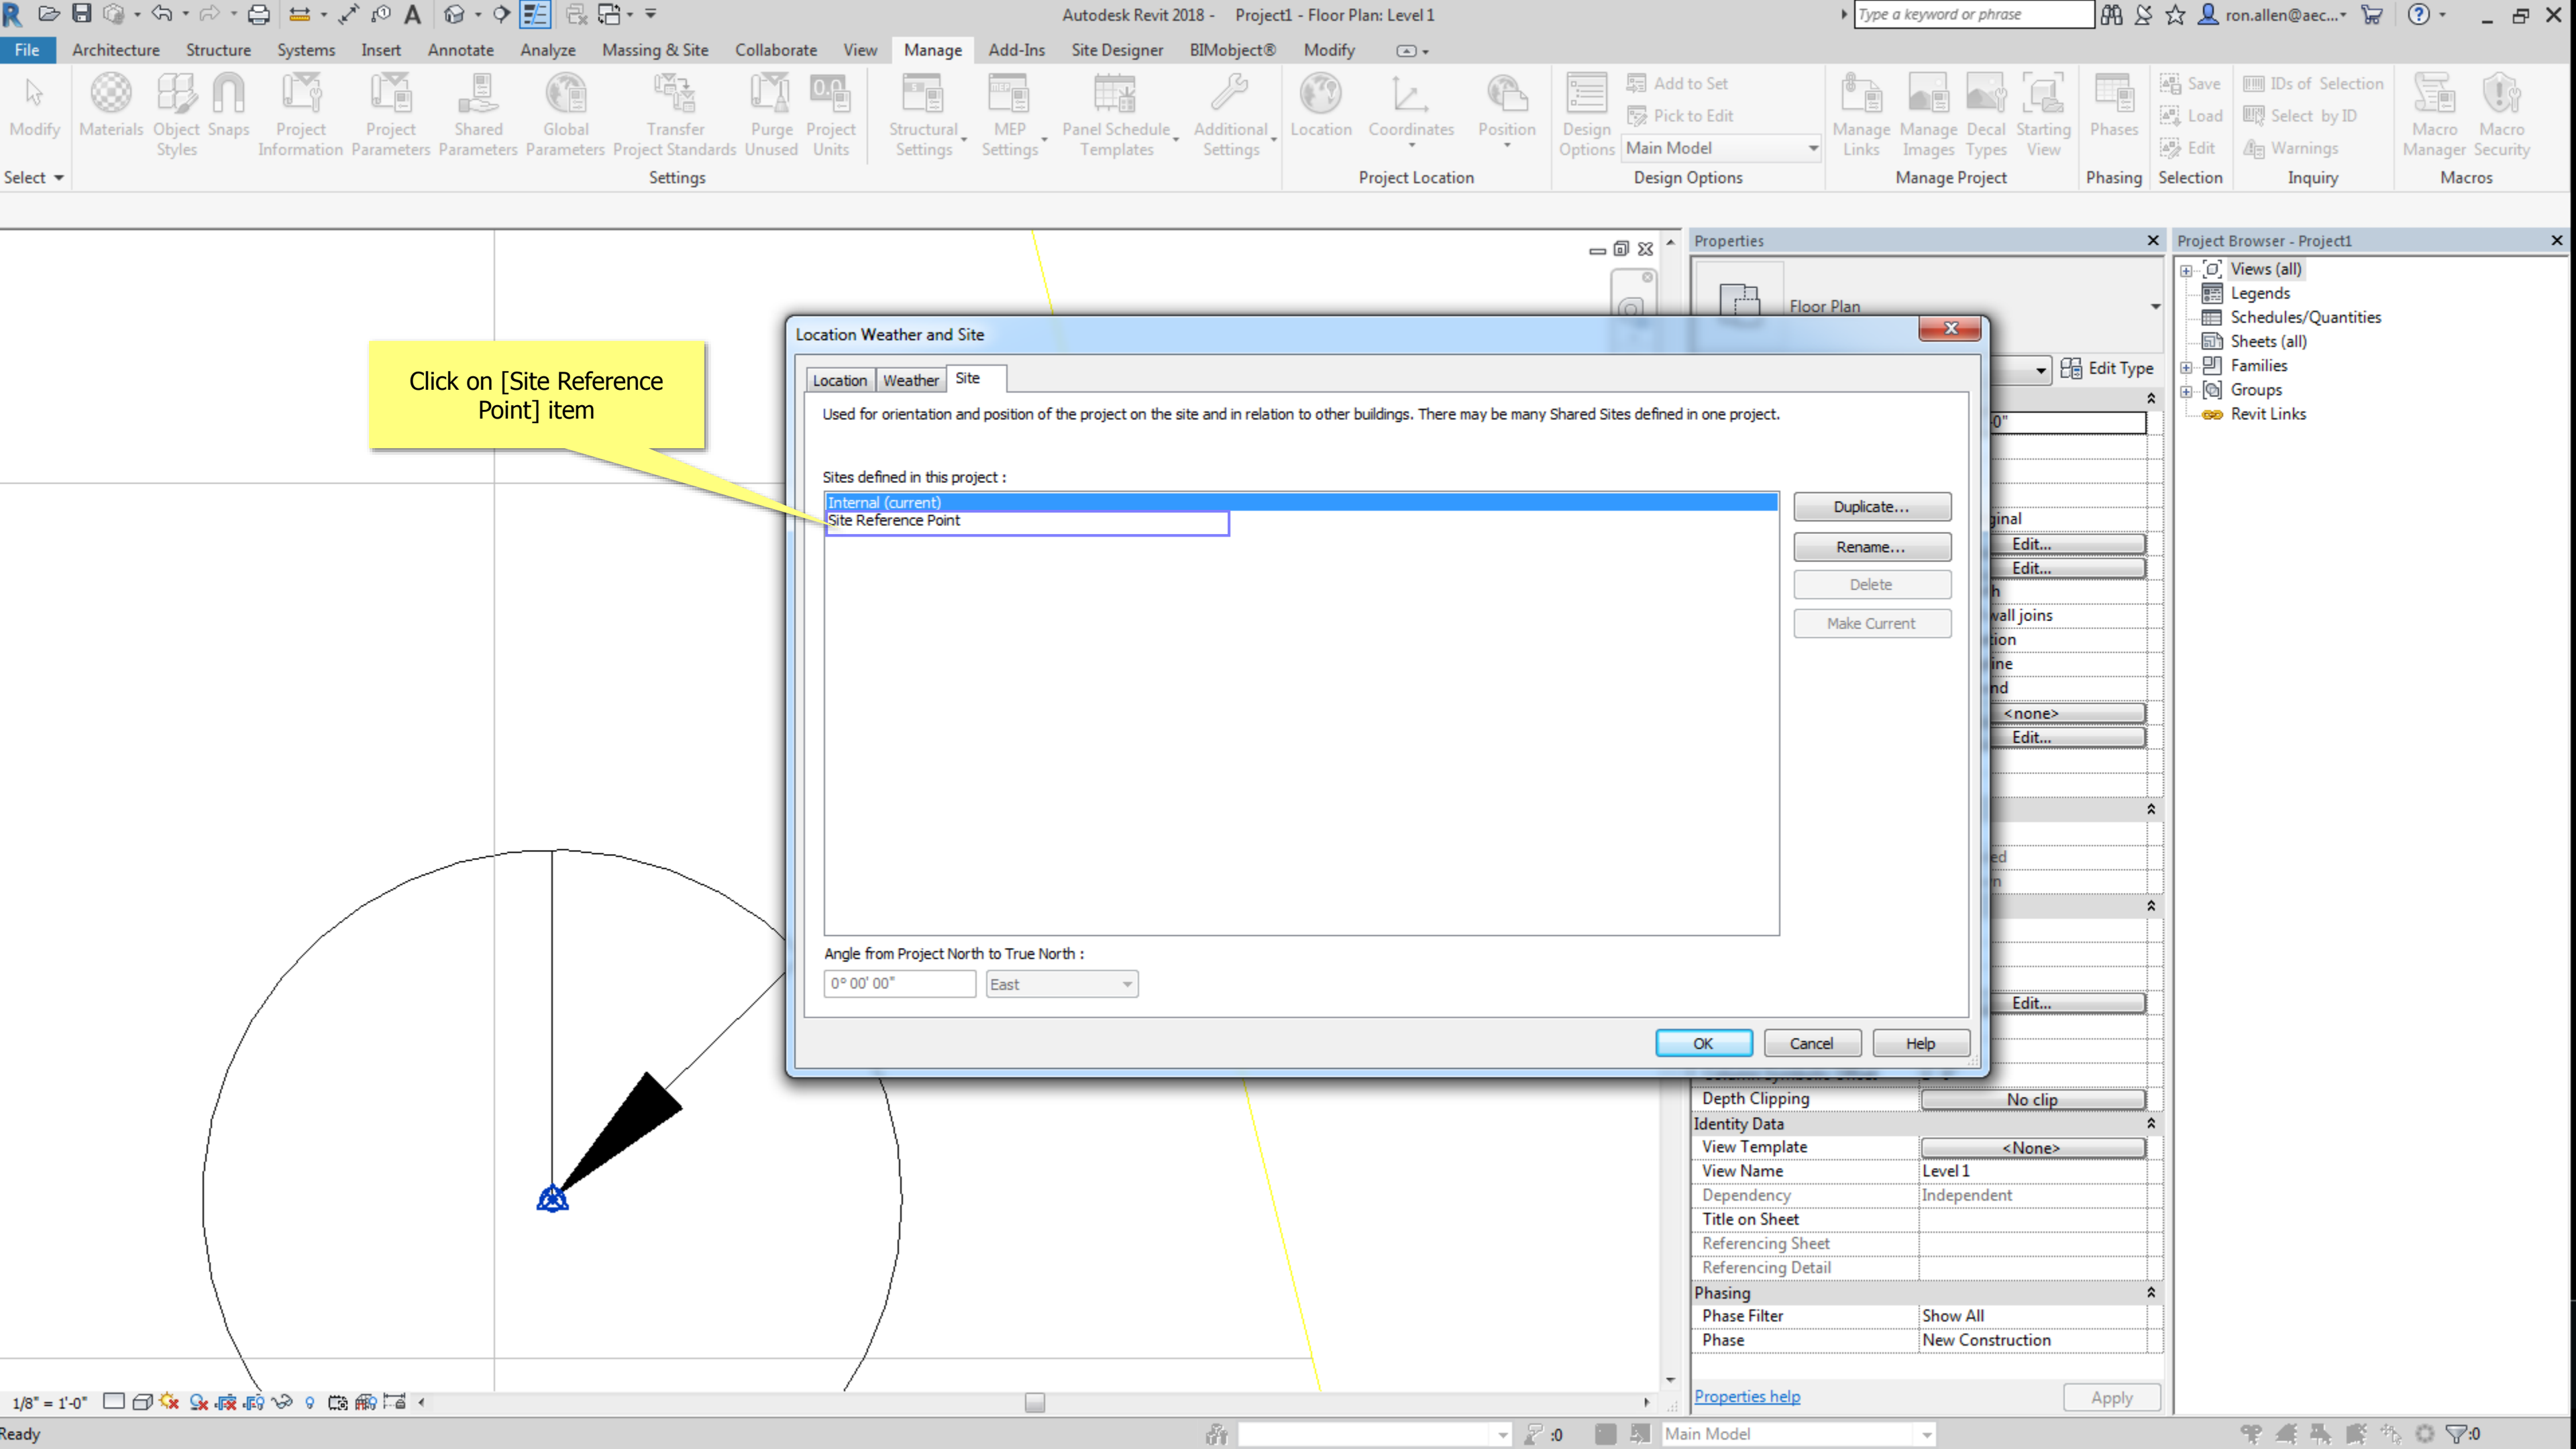 Autodesk Revit 2018 - Project1 - Floor Plan: Level 1
Type a keyword or phrase
ron.allen@aec...
File Architecture Structure Systems Insert Annotate Analyze Massing & Site Collaborate View Manage Add-Ins Site Designer BIMobject® Modify
Modify
Materials
Object Styles
Snaps
Project Information
Project Parameters
Shared Parameters
Global Parameters
Transfer Project Standards
Purge Unused
Project Units
Structural Settings
MEP Settings
Panel Schedule Templates
Additional Settings
Location
Coordinates
Position
Design Options
Add to Set
Pick to Edit
Main Model
Manage Links
Manage Images
Decal Types
Starting View
Phases
Save
Load
Edit
IDs of Selection
Select by ID
Warnings
Macro Manager
Macro Security
Select
Settings
Project Location
Design Options
Manage Project
Phasing
Selection
Inquiry
Macros
Click on [Site Reference
Point] item
Location Weather and Site
Location Weather Site
Used for orientation and position of the project on the site and in relation to other buildings. There may be many Shared Sites defined in one project.
Sites defined in this project :
Internal (current)
Site Reference Point
Duplicate...
Rename...
Delete
Make Current
Angle from Project North to True North :
0° 00' 00"
East
OK Cancel Help
Properties
Floor Plan
Edit Type
0"
ginal
Edit...
Edit...
h
wall joins
tion
ine
nd
<none>
Edit...
ed
n
Edit...
Depth Clipping No clip
Identity Data
View Template <None>
View Name Level 1
Dependency Independent
Title on Sheet
Referencing Sheet
Referencing Detail
Phasing
Phase Filter Show All
Phase New Construction
Properties help
Apply
Project Browser - Project1
Views (all)
Legends
Schedules/Quantities
Sheets (all)
Families
Groups
Revit Links
1/8" = 1'-0"
Ready
:0
Main Model
:0